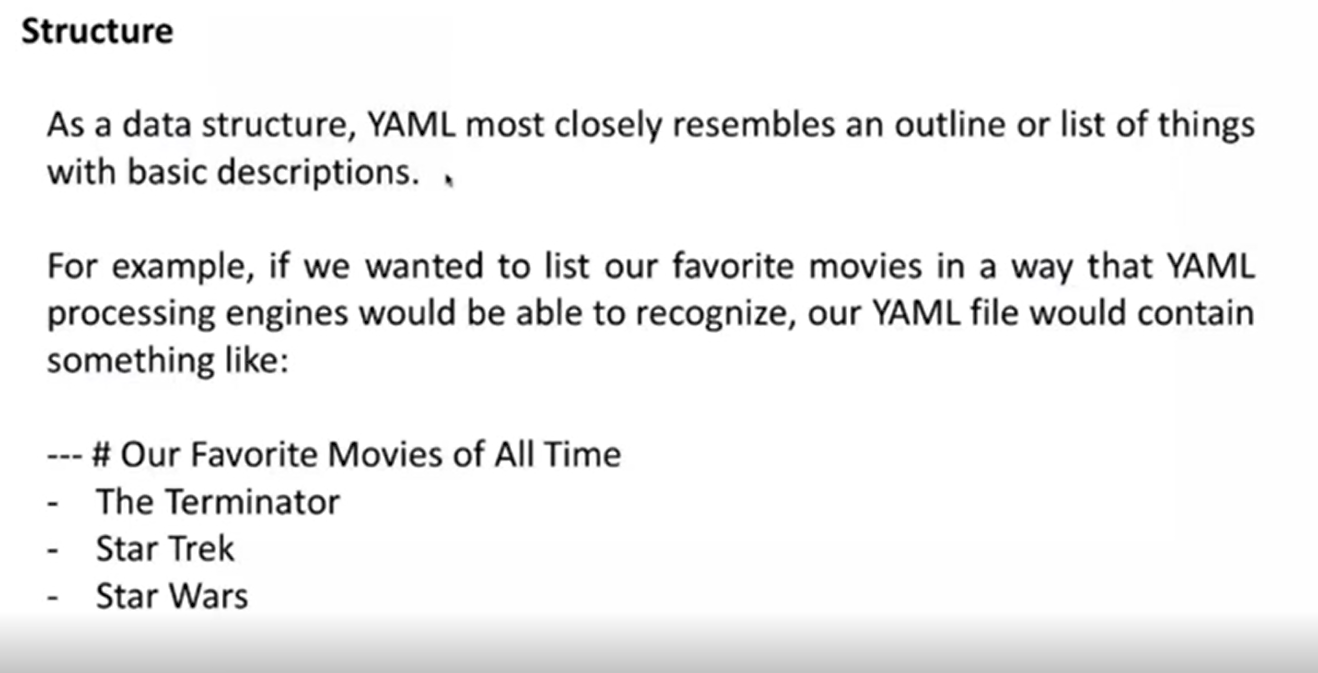 Structure
As a data structure, YAML most closely resembles an outline or list of things
with basic descriptions.
For example, if we wanted to list our favorite movies in a way that YAML
processing engines would be able to recognize, our YAML file would contain
something like:
--- # Our Favorite Movies of All Time
- The Terminator
- Star Trek
- Star Wars